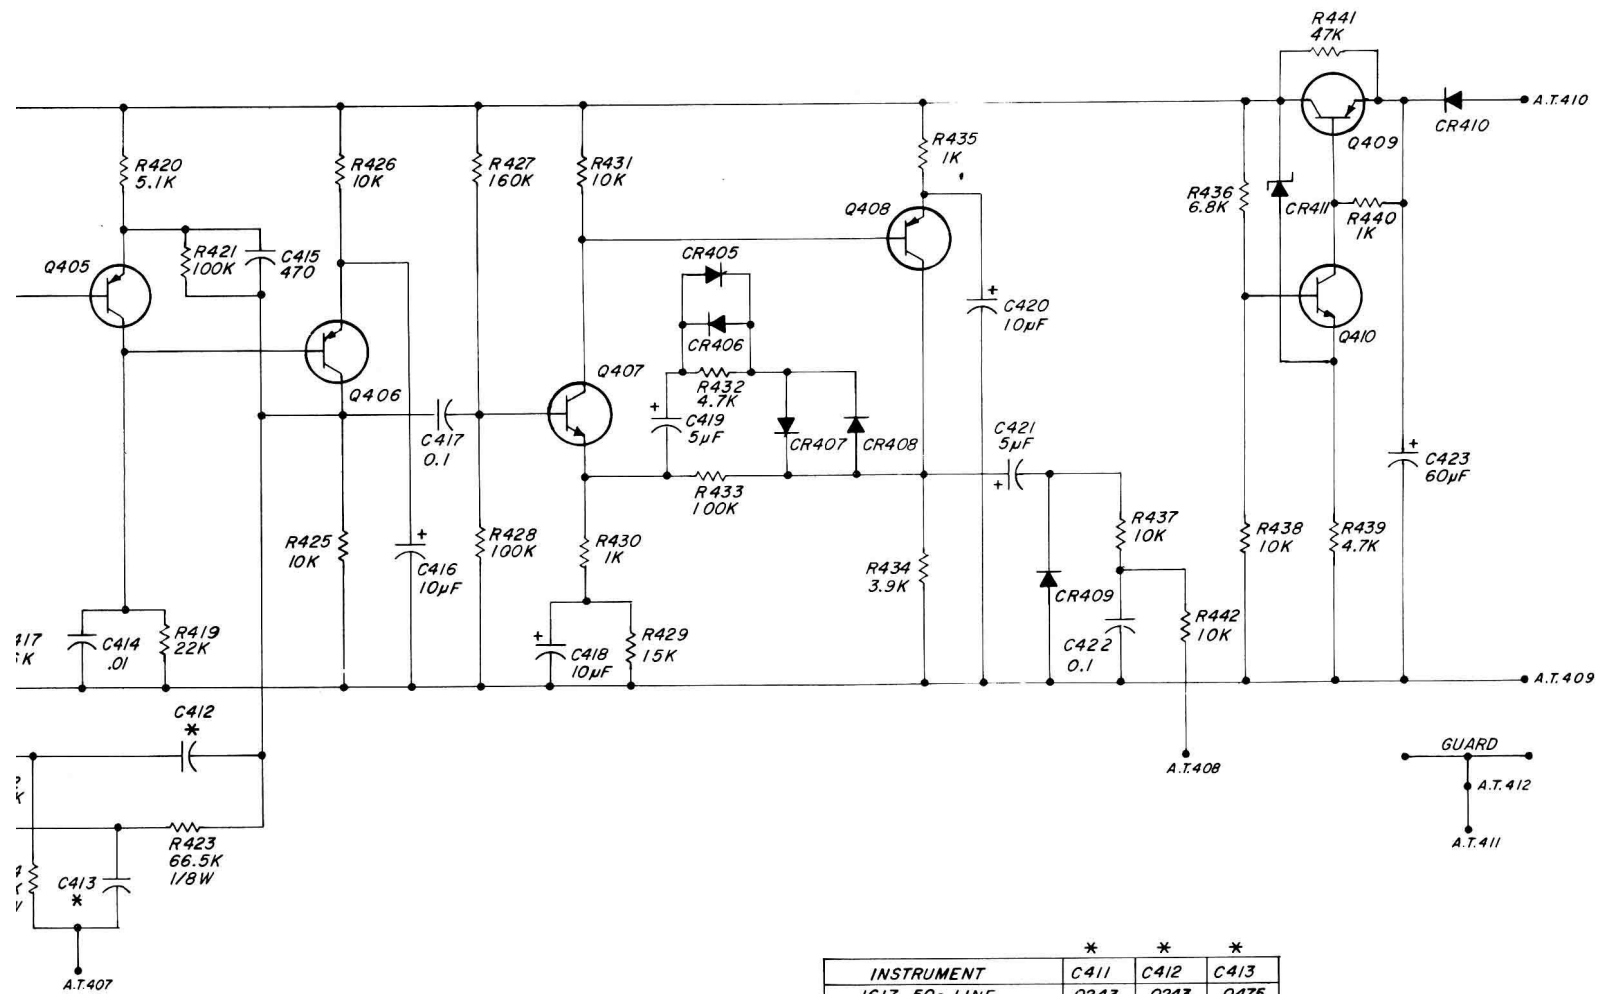 R441
47K
A.T.410
CR410
Q409
R420
5.1K
R426
10K
R427
160K
R431
10K
R435
1K
R436
6.8K
CR411
R440
1K
Q408
Q405
R421
100K
C415
470
CR405
CR406
C420
10µF
Q410
Q407
R432
4.7K
Q406
C417
0.1
C419
5µF
CR407
CR408
C421
5µF
C423
60µF
R433
100K
R425
10K
C416
10µF
R428
100K
R430
1K
R434
3.9K
R437
10K
R438
10K
R439
4.7K
CR409
417
K
C414
.01
R419
22K
C418
10µF
R429
15K
C422
0.1
R442
10K
A.T.409
C412
*
A.T.408
GUARD
A.T.412
A.T.411
K
R423
66.5K
1/8W
C413
*
A.T.407
* * *
INSTRUMENT C411 C412 C413